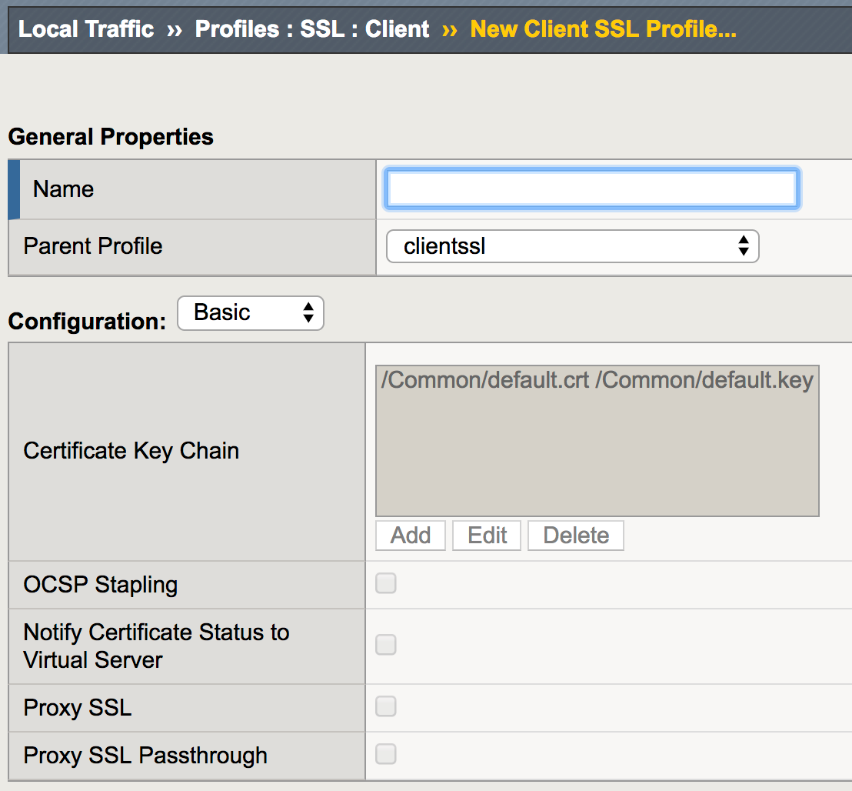 Local Traffic ›› Profiles : SSL : Client ›› New Client SSL Profile...
General Properties
Name
Parent Profile clientssl
Configuration: Basic
Certificate Key Chain
/Common/default.crt /Common/default.key
Add Edit Delete
OCSP Stapling
Notify Certificate Status to
Virtual Server
Proxy SSL
Proxy SSL Passthrough